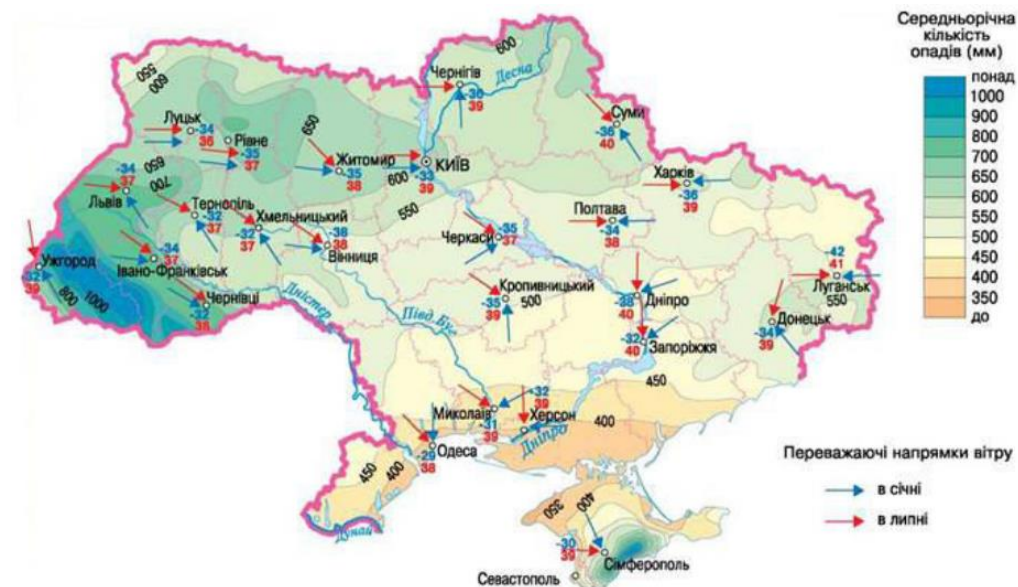 Середньорічна
кількість
опадів (мм)
понад
1000
900
800
700
650
600
550
500
450
400
350
до
Переважаючі напрямки вітру
в січні
в липні
550
600
600
Чернігів
Десна
-36
39
Суми
-36
40
Луцьк
-34
36
Рівне
-35
37
650
Житомир
-35
38
КИЇВ
-33
39
600
Харків
-36
39
-34
37
Львів
650
700
Тернопіль
-32
37
Хмельницький
-32
37
550
-38
38
Вінниця
Черкаси
-35
37
Полтава
-34
38
Ужгород
-32
39
800
1000
-34
37
Івано-Франківськ
Чернівці
-32
38
Дністер
Півд. Буг
Кропивницький
-35
39
500
Дніпро
-38
40
42
41
Луганськ
550
Донецьк
-34
39
-32
40
Запоріжжя
450
400
Миколаїв
-31
39
-32
39
Херсон
Дніпро
Одеса
-29
38
450
400
Дунай
350
400
-30
39
Сімферополь
Севастополь